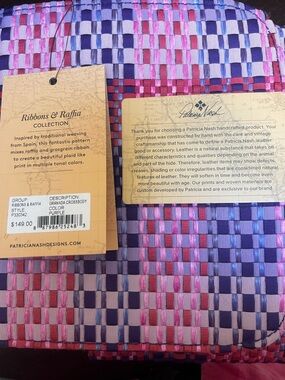 Ribbons & Raffia
COLLECTION
Inspired by traditional weaving
from Spain, this fantastic pattern
mixes raffia and grosgrain ribbon
to create a beautiful plaid like
print in multiple tonal colors.
GROUP:
RIBBONS & RAFFIA
STYLE:
DESCRIPTION:
GRANADA CROSSBODY
COLOR:
PURPLE
$149.00
PATRICIANASHDESIGNS.COM
Patricia Nash
Thank you for choosing a Patricia Nash handcrafted product. Your
purchase was constructed by hand with the care and vintage
craftsmanship that has come to define a Patricia Nash leather
good or accessory. Leather is a natural substance that takes on
different characteristics and qualities depending on the animal
and part of the hide. Therefore, leather items may show defects,
creases, shading or color irregularities that are considered natural
features of leather. They will soften in time and become even
more beautiful with age. Our prints and woven materials are
custom developed by Patricia and are exclusive to our brand.